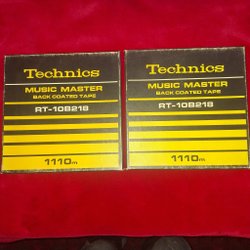 Technics
MUSIC MASTER
BACK COATED TAPE
RT-10B218
1110m
Technics
MUSIC MASTER
BACK COATED TAPE
RT-10B218
1110m